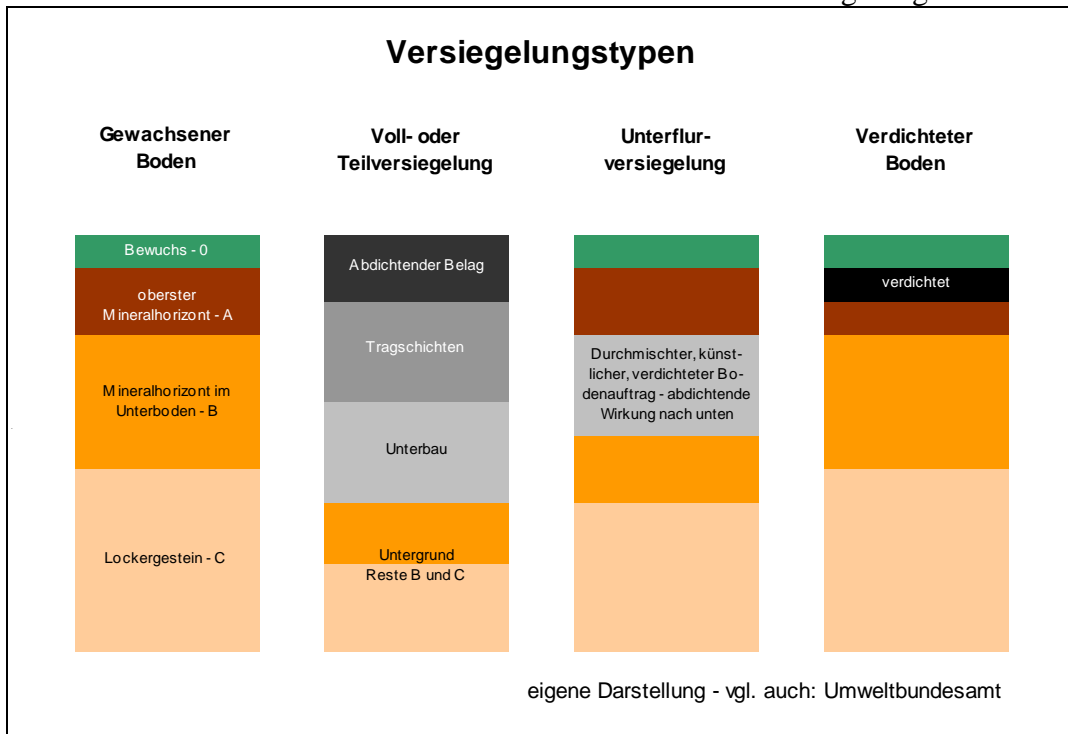 Versiegelungstypen
Gewachsener
Boden
Voll- oder
Teilversiegelung
Unterflur-
versiegelung
Verdichteter
Boden
Bewuchs - 0
oberster
Mineralhorizont - A
Mineralhorizont im
Unterboden - B
Lockergestein - C
Abdichtender Belag
Tragschichten
Unterbau
Untergrund
Reste B und C
Durchmischter, künst-
licher, verdichteter Bo-
denauftrag - abdichtende
Wirkung nach unten
verdichtet
eigene Darstellung - vgl. auch: Umweltbundesamt